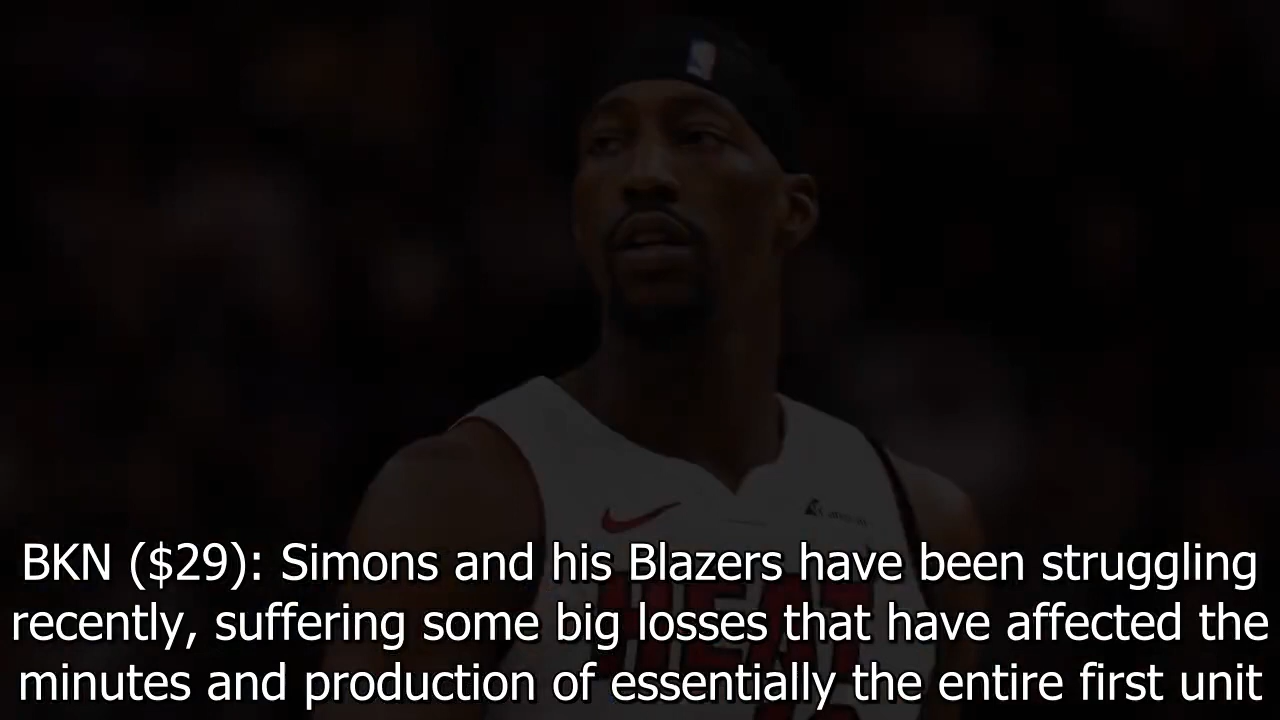 BKN ($29): Simons and his Blazers have been struggling
recently, suffering some big losses that have affected the
minutes and production of essentially the entire first unit
HEAT